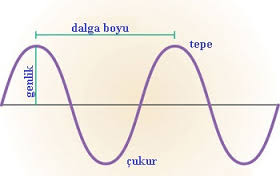 dalga boyu
tepe
genlik
çukur